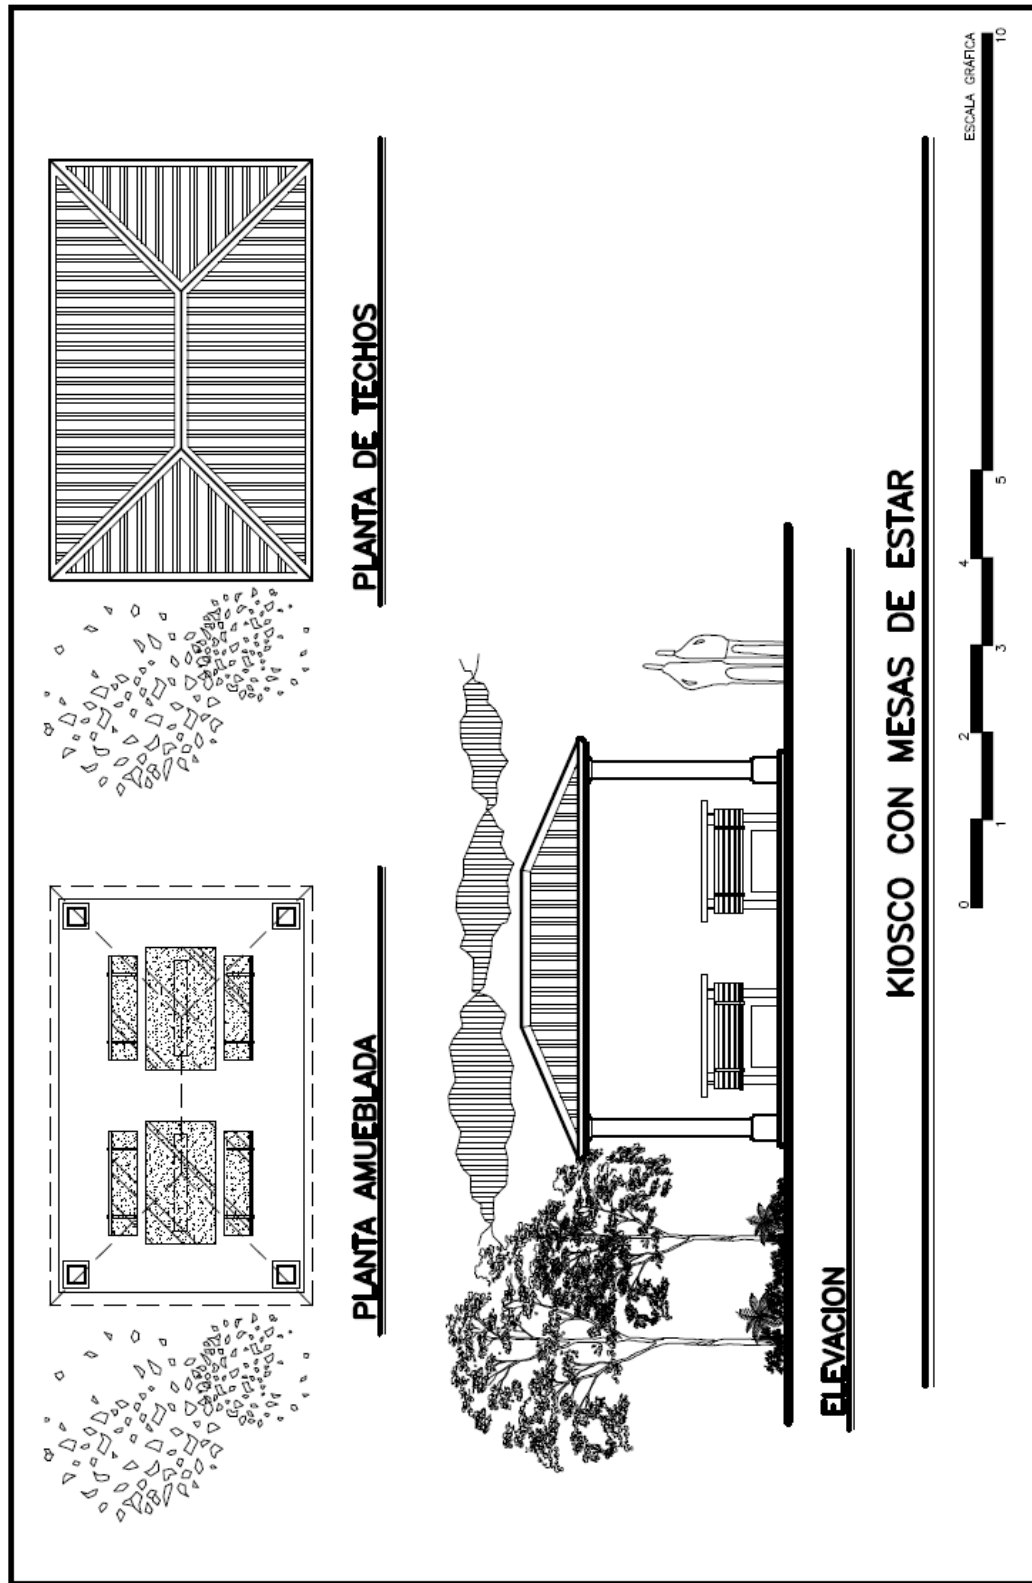 PLANTA AMUEBLADA
PLANTA DE TECHOS
ELEVACION
KIOSCO CON MESAS DE ESTAR
ESCALA GRÁFICA
0 1 2 3 4 5 10